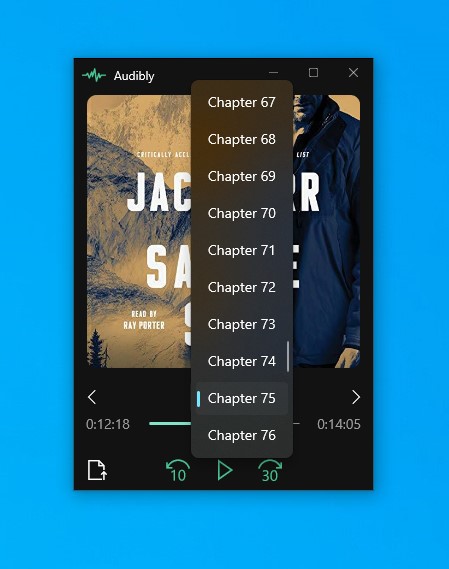 Audibly
Chapter 67
Chapter 68
Chapter 69
Chapter 70
Chapter 71
Chapter 72
Chapter 73
Chapter 74
Chapter 75
Chapter 76
CRITICALLY ACCL
LIST
JAC RR
SA E
S
READ BY
RAY PORTER
0:12:18
0:14:05
10
30